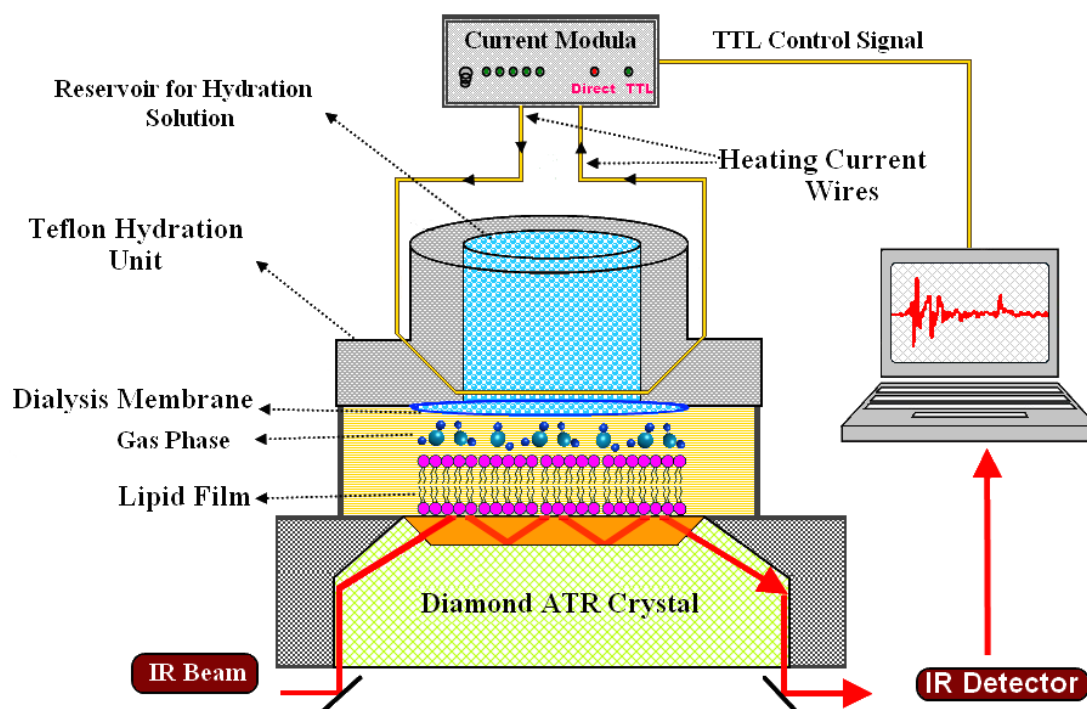 Current Modula
Direct TTL
TTL Control Signal
Reservoir for Hydration
Solution
Heating Current
Wires
Teflon Hydration
Unit
Dialysis Membrane
Gas Phase
Lipid Film
Diamond ATR Crystal
IR Beam
IR Detector